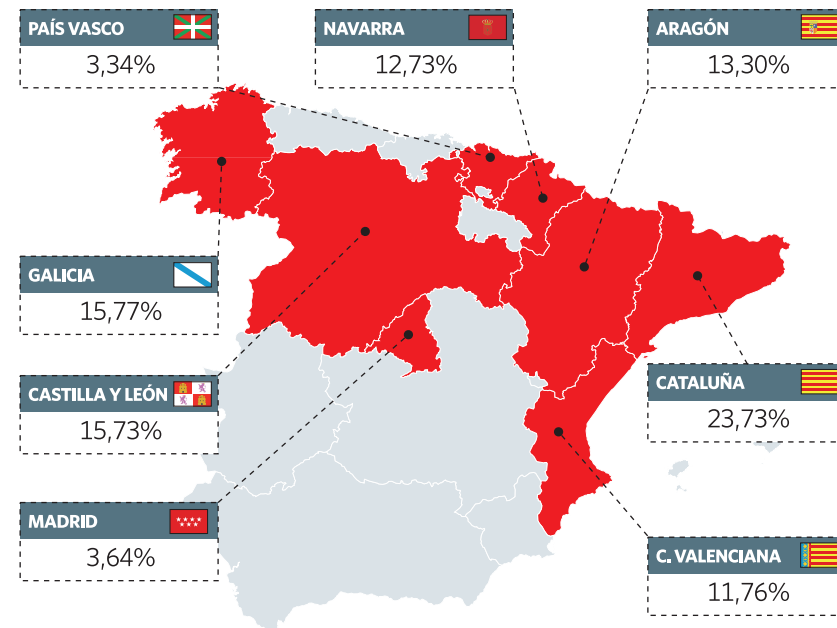 PAÍS VASCO
3,34%
NAVARRA
12,73%
ARAGÓN
13,30%
GALICIA
15,77%
CASTILLA Y LEÓN
15,73%
CATALUÑA
23,73%
MADRID
3,64%
C. VALENCIANA
11,76%